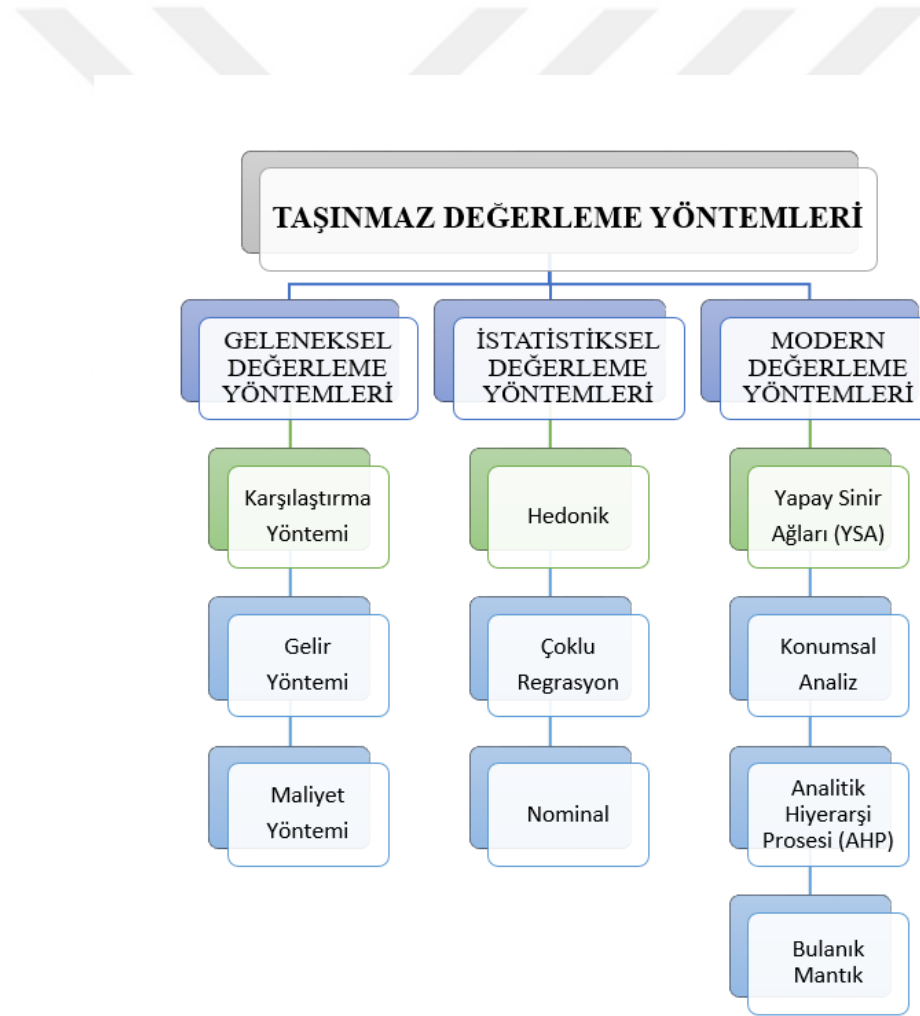 TAŞINMAZ DEĞERLEME YÖNTEMLERİ
GELENEKSEL
DEĞERLEME
YÖNTEMLERİ
Karşılaştırma
Yöntemi
Gelir
Yöntemi
Maliyet
Yöntemi
İSTATİSTİKSEL
DEĞERLEME
YÖNTEMLERİ
Hedonik
Çoklu
Regrasyon
Nominal
MODERN
DEĞERLEME
YÖNTEMLERİ
Yapay Sinir
Ağları (YSA)
Konumsal
Analiz
Analitik
Hiyerarşi
Prosesi (AHP)
Bulanık
Mantık